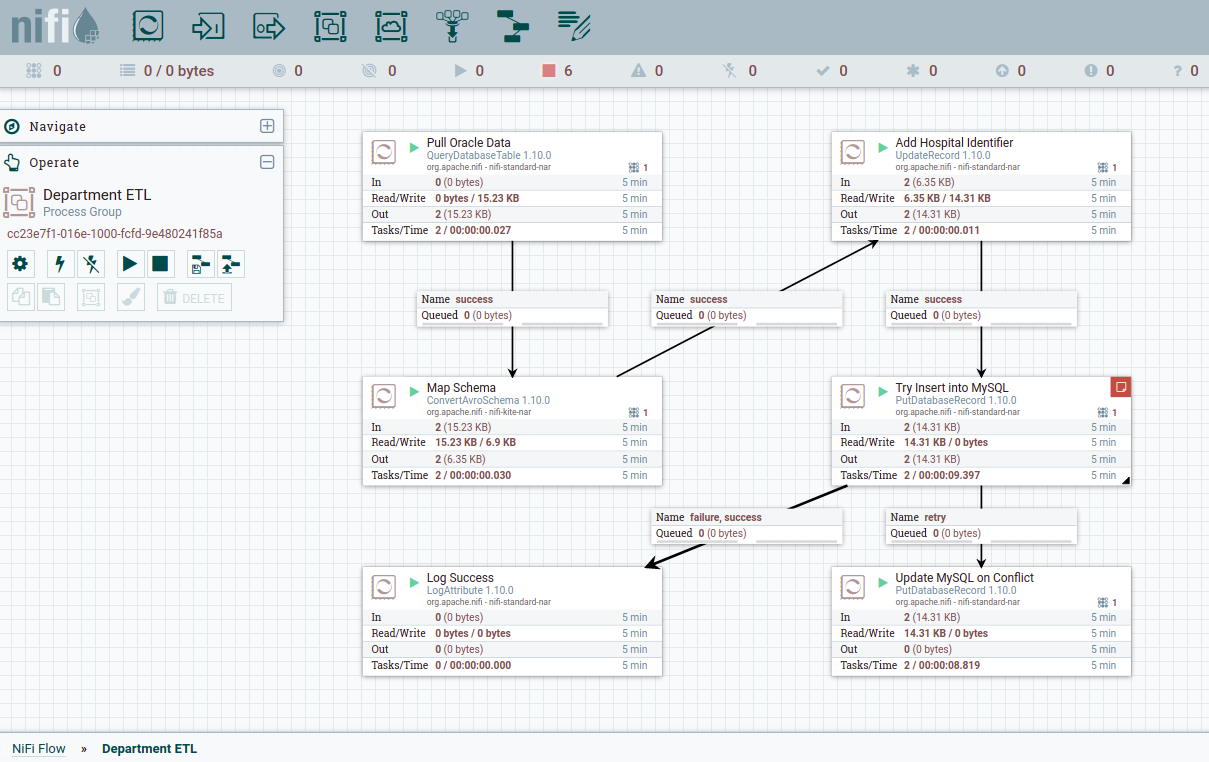 nifi
0 0 / 0 bytes 0 0 0 6 0 0 0 0 0 0 ? 0
Navigate
Operate
Department ETL
Process Group
cc23e7f1-016e-1000-fcfd-9e480241f85a
DELETE
Pull Oracle Data
QueryDatabaseTable 1.10.0
org.apache.nifi - nifi-standard-nar
1
In 0 (0 bytes) 5 min
Read/Write 0 bytes / 15.23 KB 5 min
Out 2 (15.23 KB) 5 min
Tasks/Time 2 / 00:00:00.027 5 min
Add Hospital Identifier
UpdateRecord 1.10.0
org.apache.nifi - nifi-standard-nar
1
In 2 (6.35 KB) 5 min
Read/Write 6.35 KB / 14.31 KB 5 min
Out 2 (14.31 KB) 5 min
Tasks/Time 2 / 00:00:00.011 5 min
Name success
Queued 0 (0 bytes)
Name success
Queued 0 (0 bytes)
Name success
Queued 0 (0 bytes)
Map Schema
ConvertAvroSchema 1.10.0
org.apache.nifi - nifi-kite-nar
1
In 2 (15.23 KB) 5 min
Read/Write 15.23 KB / 6.9 KB 5 min
Out 2 (6.35 KB) 5 min
Tasks/Time 2 / 00:00:00.030 5 min
Try Insert into MySQL
PutDatabaseRecord 1.10.0
org.apache.nifi - nifi-standard-nar
1
In 2 (14.31 KB) 5 min
Read/Write 14.31 KB / 0 bytes 5 min
Out 2 (14.31 KB) 5 min
Tasks/Time 2 / 00:00:09.397 5 min
Name failure, success
Queued 0 (0 bytes)
Name retry
Queued 0 (0 bytes)
Log Success
LogAttribute 1.10.0
org.apache.nifi - nifi-standard-nar
In 0 (0 bytes) 5 min
Read/Write 0 bytes / 0 bytes 5 min
Out 0 (0 bytes) 5 min
Tasks/Time 0 / 00:00:00.000 5 min
Update MySQL on Conflict
PutDatabaseRecord 1.10.0
org.apache.nifi - nifi-standard-nar
1
In 2 (14.31 KB) 5 min
Read/Write 14.31 KB / 0 bytes 5 min
Out 0 (0 bytes) 5 min
Tasks/Time 2 / 00:00:08.819 5 min
NiFi Flow » Department ETL